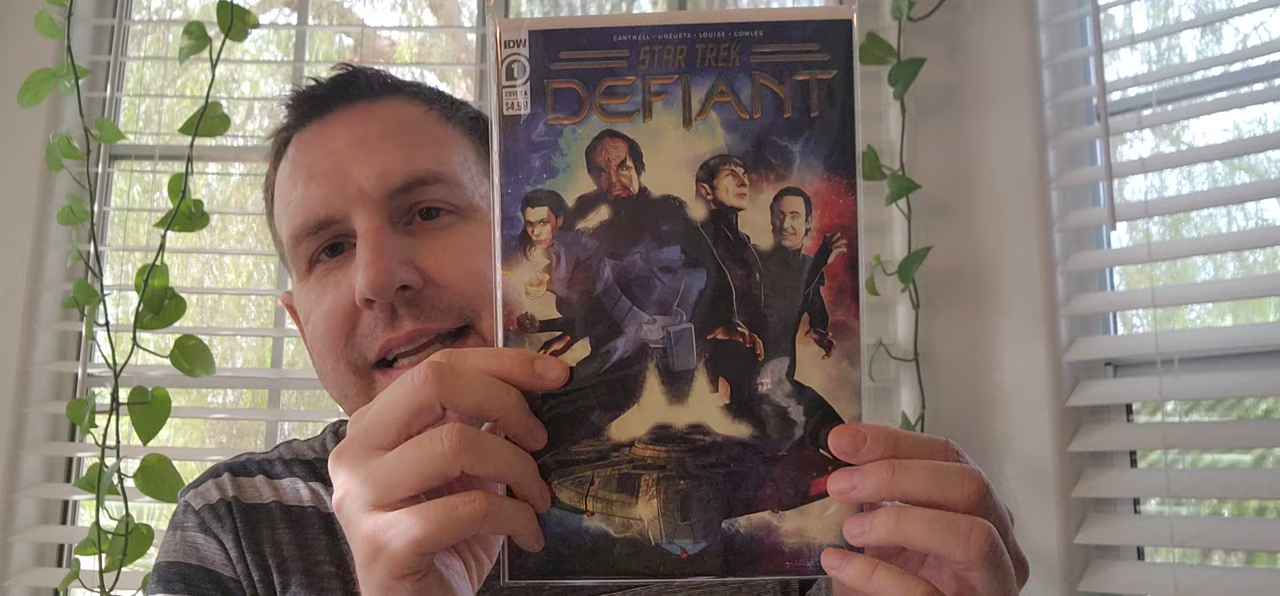 CANTWELL • UNZUETA • LOUISE • COWLES
IDW
STAR TREK
1
DEFIANT
COVER A
$4.99